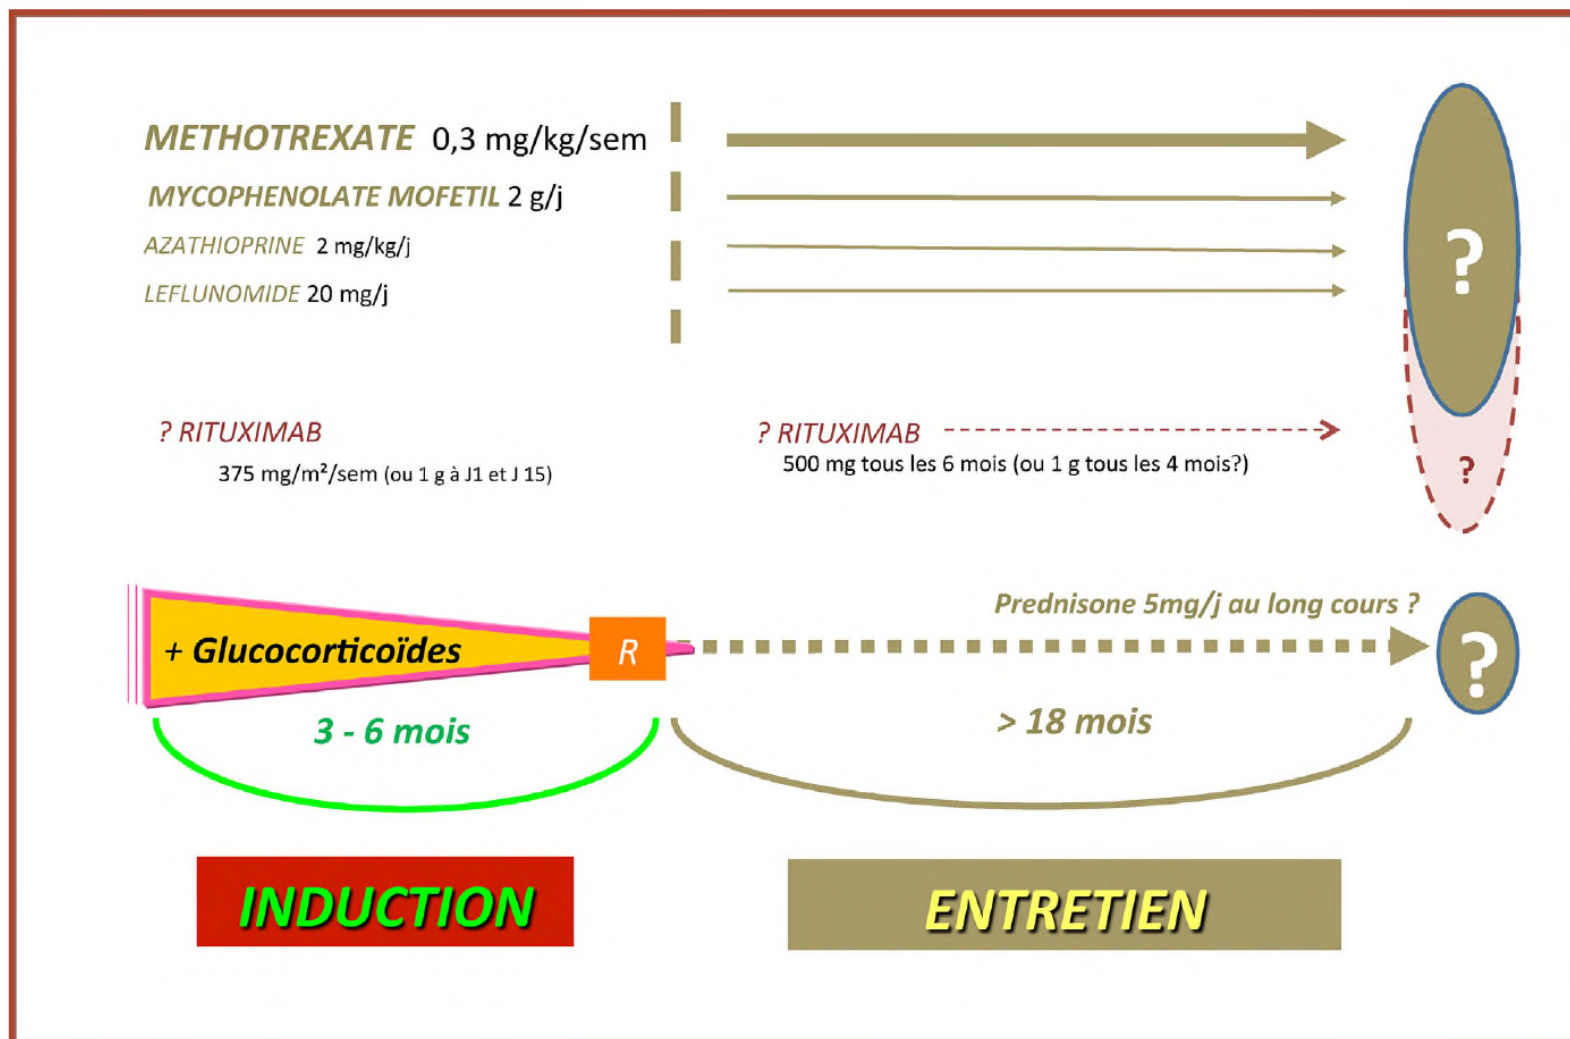 METHOTREXATE 0,3 mg/kg/sem
MYCOPHENOLATE MOFETIL 2 g/j
AZATHIOPRINE 2 mg/kg/j
LEFLUNOMIDE 20 mg/j
?
? RITUXIMAB
375 mg/m²/sem (ou 1 g à J1 et J 15)
? RITUXIMAB
500 mg tous les 6 mois (ou 1 g tous les 4 mois?)
?
+ Glucocorticoïdes
R
Prednisone 5mg/j au long cours ?
?
3 - 6 mois
> 18 mois
INDUCTION
ENTRETIEN